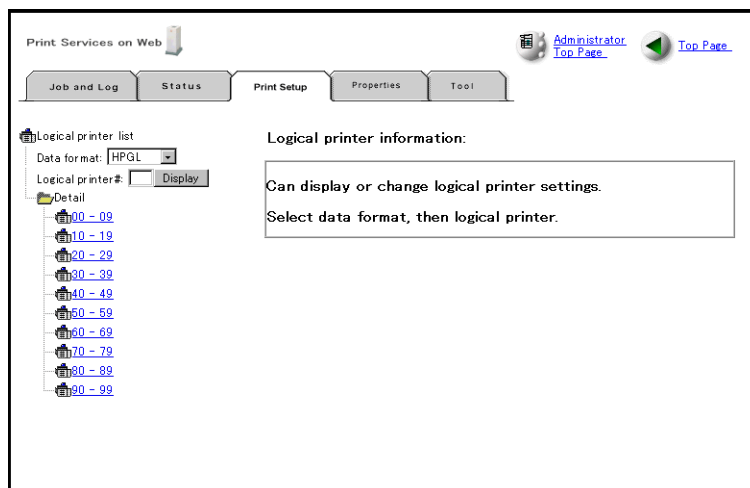 Print Services on Web
Administrator
Top Page
Top Page
Job and Log
Status
Print Setup
Properties
Tool
Logical printer list
Data format: HPGL
Logical printer#: Display
Detail
00 - 09
10 - 19
20 - 29
30 - 39
40 - 49
50 - 59
60 - 69
70 - 79
80 - 89
90 - 99
Logical printer information:
Can display or change logical printer settings.
Select data format, then logical printer.